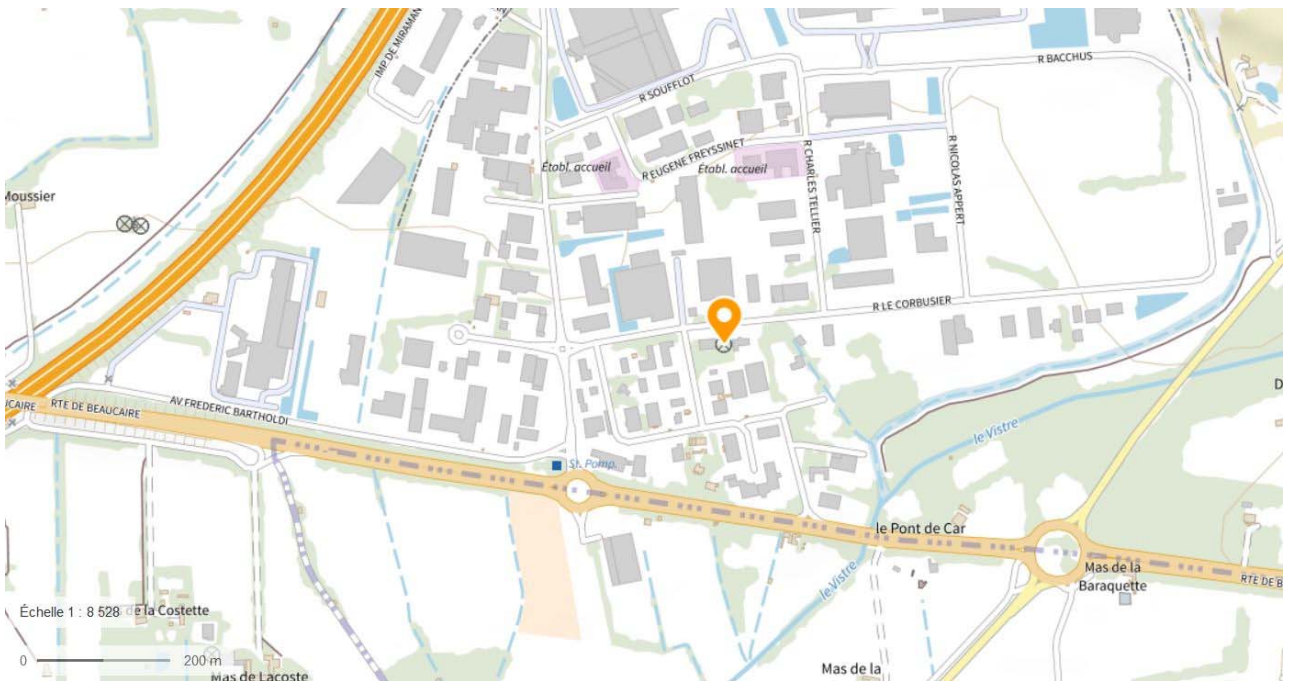 IMP DE MIRAMAN
R SOUFFLOT
R BACCHUS
R EUGENE FREYSSINET
Établ. accueil
Établ. accueil
R CHARLES TELLIER
R NICOLAS APPERT
Moussier
R LE CORBUSIER
UCAIRE
RTE DE BEAUCAIRE
AV FREDERIC BARTHOLDI
D
le Vistre
St. Pomp.
le Pont de Car
Mas de la
Baraquette
RTE DE B
le Vistre
Échelle 1 : 8 528
de la Costette
0
200 m
Mas de Lacoste
Mas de la